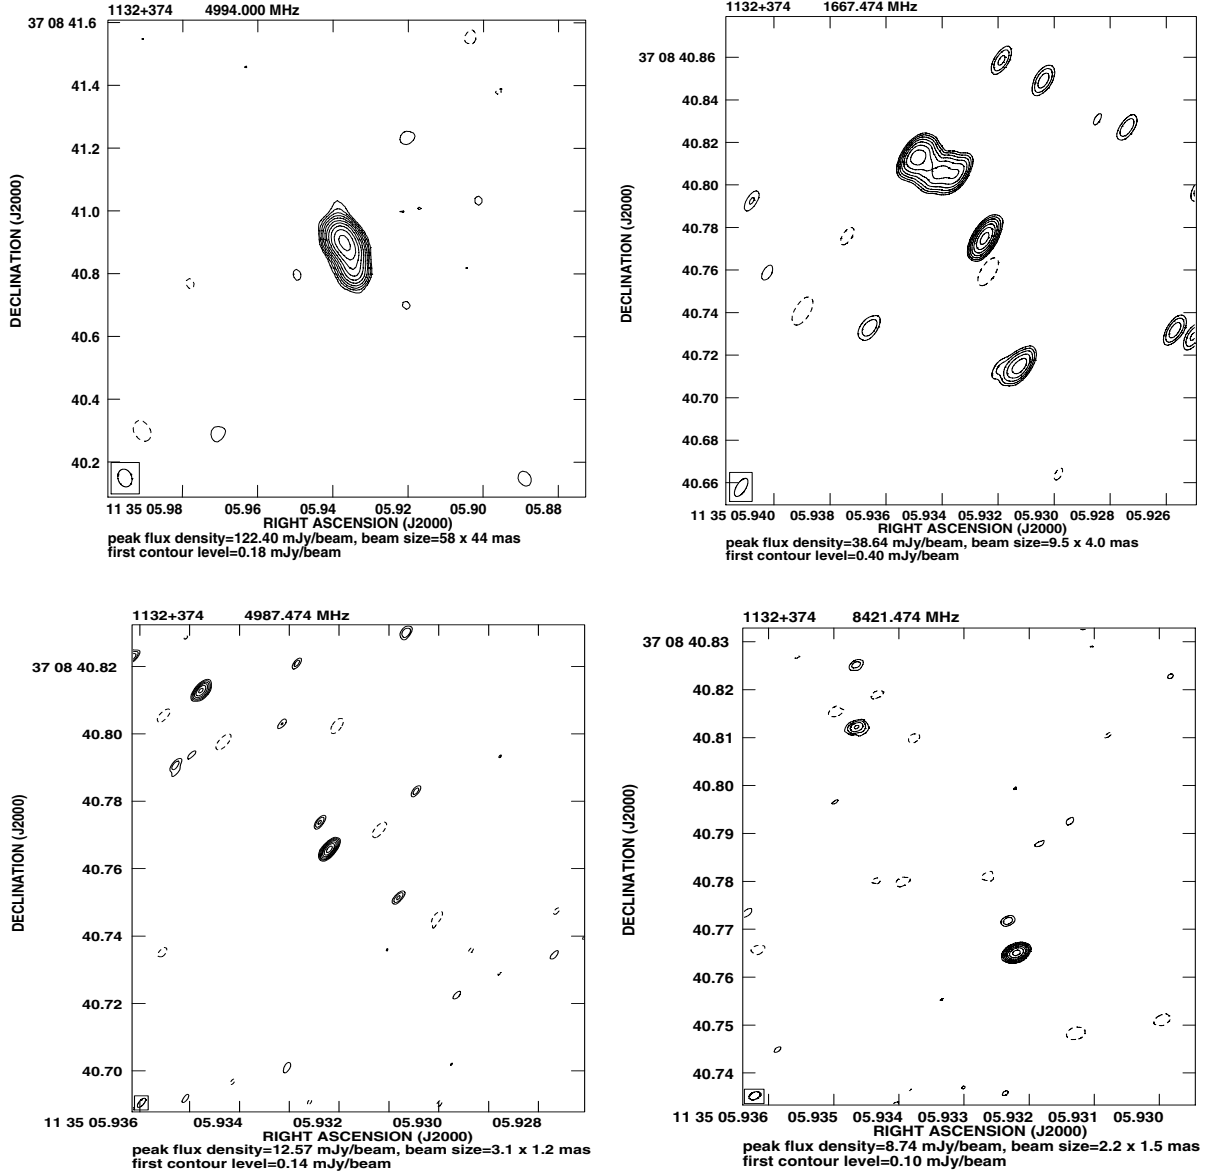 1132+374 4994.000 MHz
37 08 41.6
41.4
41.2
41.0
40.8
40.6
40.4
40.2
DECLINATION (J2000)
11 35 05.98 05.96 05.94 05.92 05.90 05.88
RIGHT ASCENSION (J2000)
peak flux density=122.40 mJy/beam, beam size=58 x 44 mas
first contour level=0.18 mJy/beam
1132+374 1667.474 MHz
37 08 40.86
40.84
40.82
40.80
40.78
40.76
40.74
40.72
40.70
40.68
40.66
DECLINATION (J2000)
11 35 05.940 05.938 05.936 05.934 05.932 05.930 05.928 05.926
RIGHT ASCENSION (J2000)
peak flux density=38.64 mJy/beam, beam size=9.5 x 4.0 mas
first contour level=0.40 mJy/beam
1132+374 4987.474 MHz
37 08 40.82
40.80
40.78
40.76
40.74
40.72
40.70
DECLINATION (J2000)
11 35 05.936 05.934 05.932 05.930 05.928
RIGHT ASCENSION (J2000)
peak flux density=12.57 mJy/beam, beam size=3.1 x 1.2 mas
first contour level=0.14 mJy/beam
1132+374 8421.474 MHz
37 08 40.83
40.82
40.81
40.80
40.79
40.78
40.77
40.76
40.75
40.74
DECLINATION (J2000)
11 35 05.936 05.935 05.934 05.933 05.932 05.931 05.930
RIGHT ASCENSION (J2000)
peak flux density=8.74 mJy/beam, beam size=2.2 x 1.5 mas
first contour level=0.10 mJy/beam